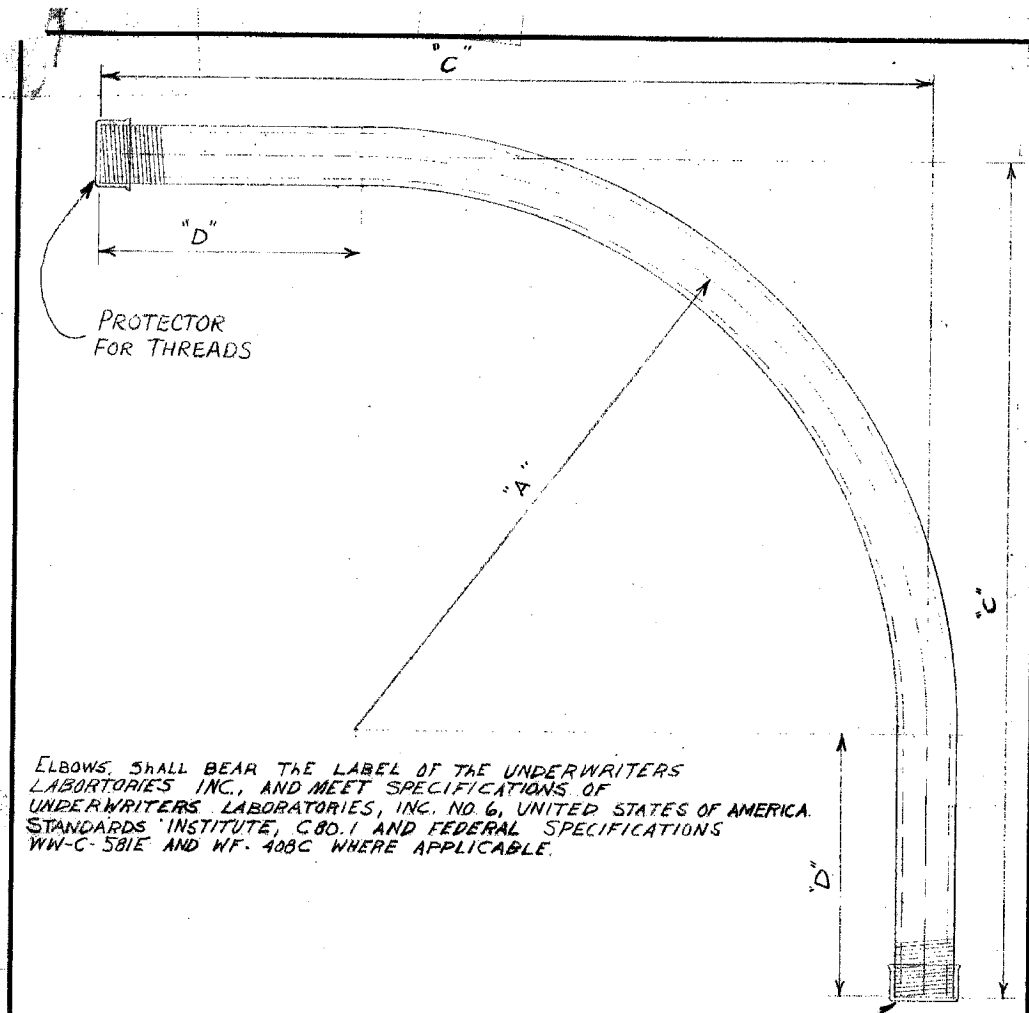 "C"
"D"
PROTECTOR
FOR THREADS
"A"
"C"
ELBOWS, SHALL BEAR THE LABEL OF THE UNDERWRITERS
LABORTORIES INC., AND MEET SPECIFICATIONS OF
UNDERWRITERS LABORATORIES, INC. NO. 6, UNITED STATES OF AMERICA
STANDARDS INSTITUTE, C80.1 AND FEDERAL SPECIFICATIONS
WW-C-581E AND WF-408C WHERE APPLICABLE.
"D"